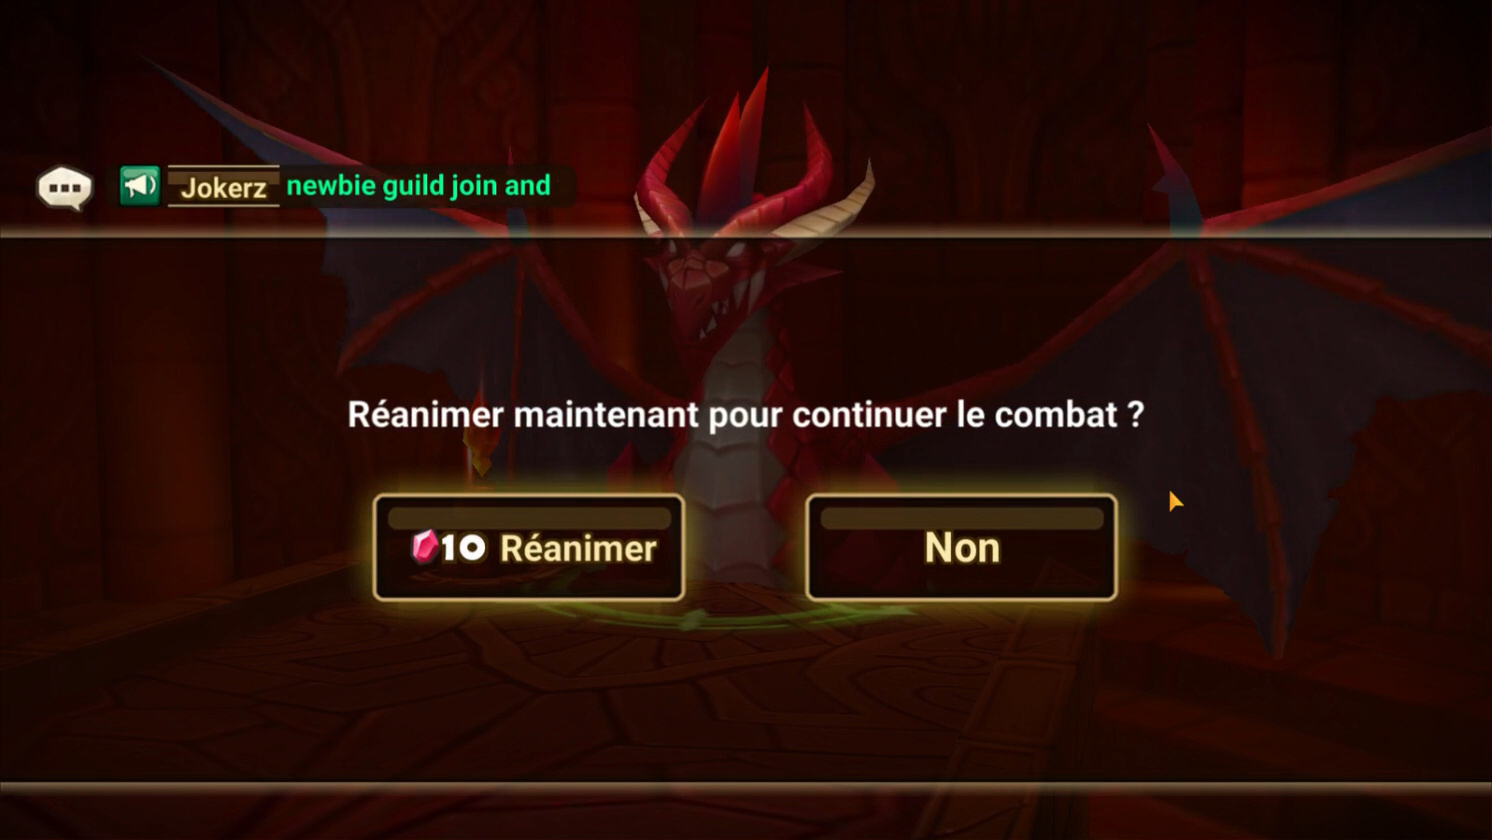 Jokerz newbie guild join and
Réanimer maintenant pour continuer le combat ?
10 Réanimer
Non